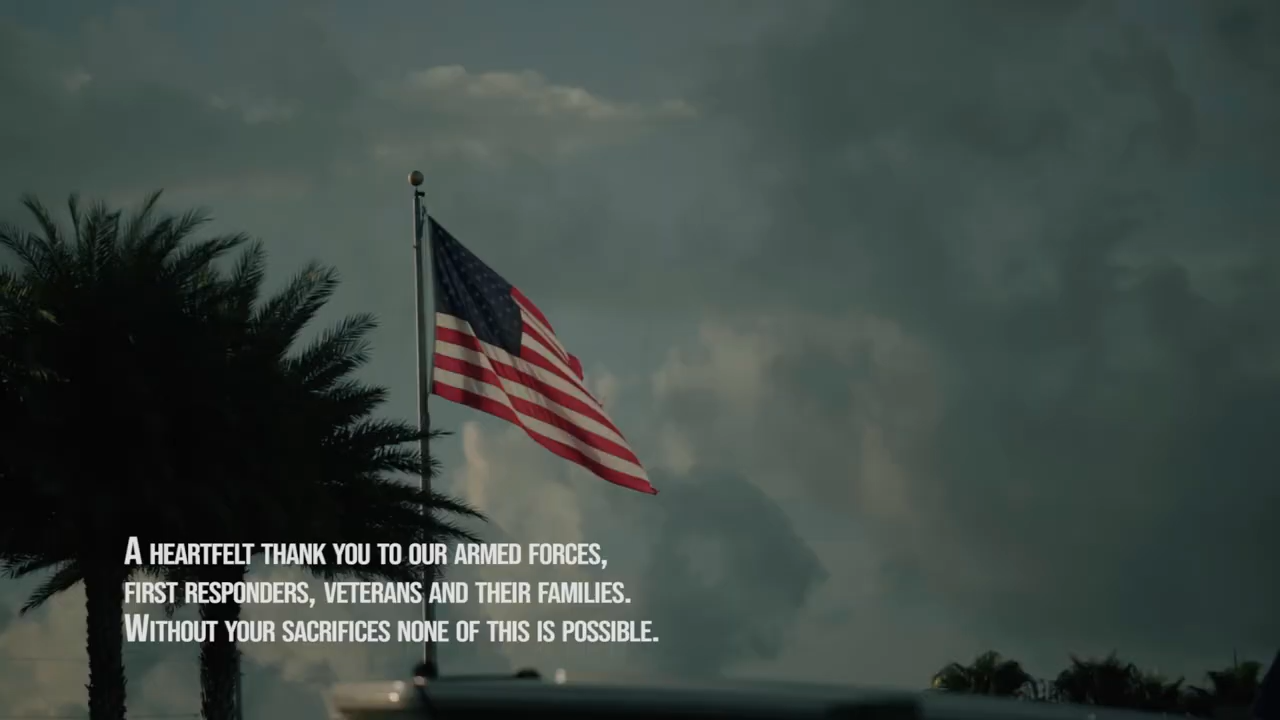 A HEARTFELT THANK YOU TO OUR ARMED FORCES,
FIRST RESPONDERS, VETERANS AND THEIR FAMILIES.
WITHOUT YOUR SACRIFICES NONE OF THIS IS POSSIBLE.